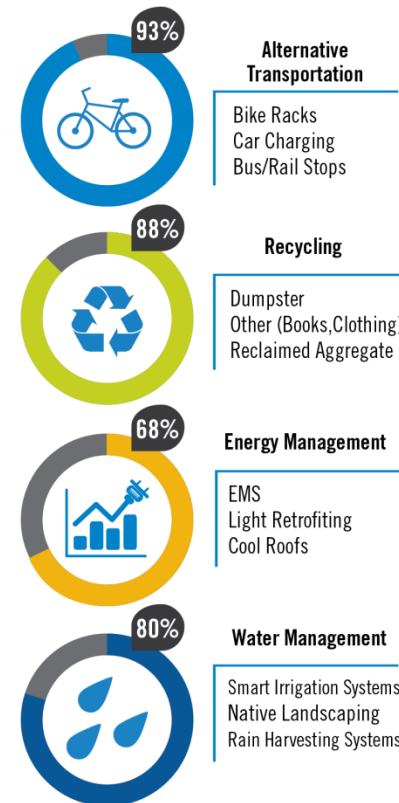 93%
Alternative
Transportation
Bike Racks
Car Charging
Bus/Rail Stops
88%
Recycling
Dumpster
Other (Books,Clothing)
Reclaimed Aggregate
68%
Energy Management
EMS
Light Retrofiting
Cool Roofs
80%
Water Management
Smart Irrigation Systems
Native Landscaping
Rain Harvesting Systems